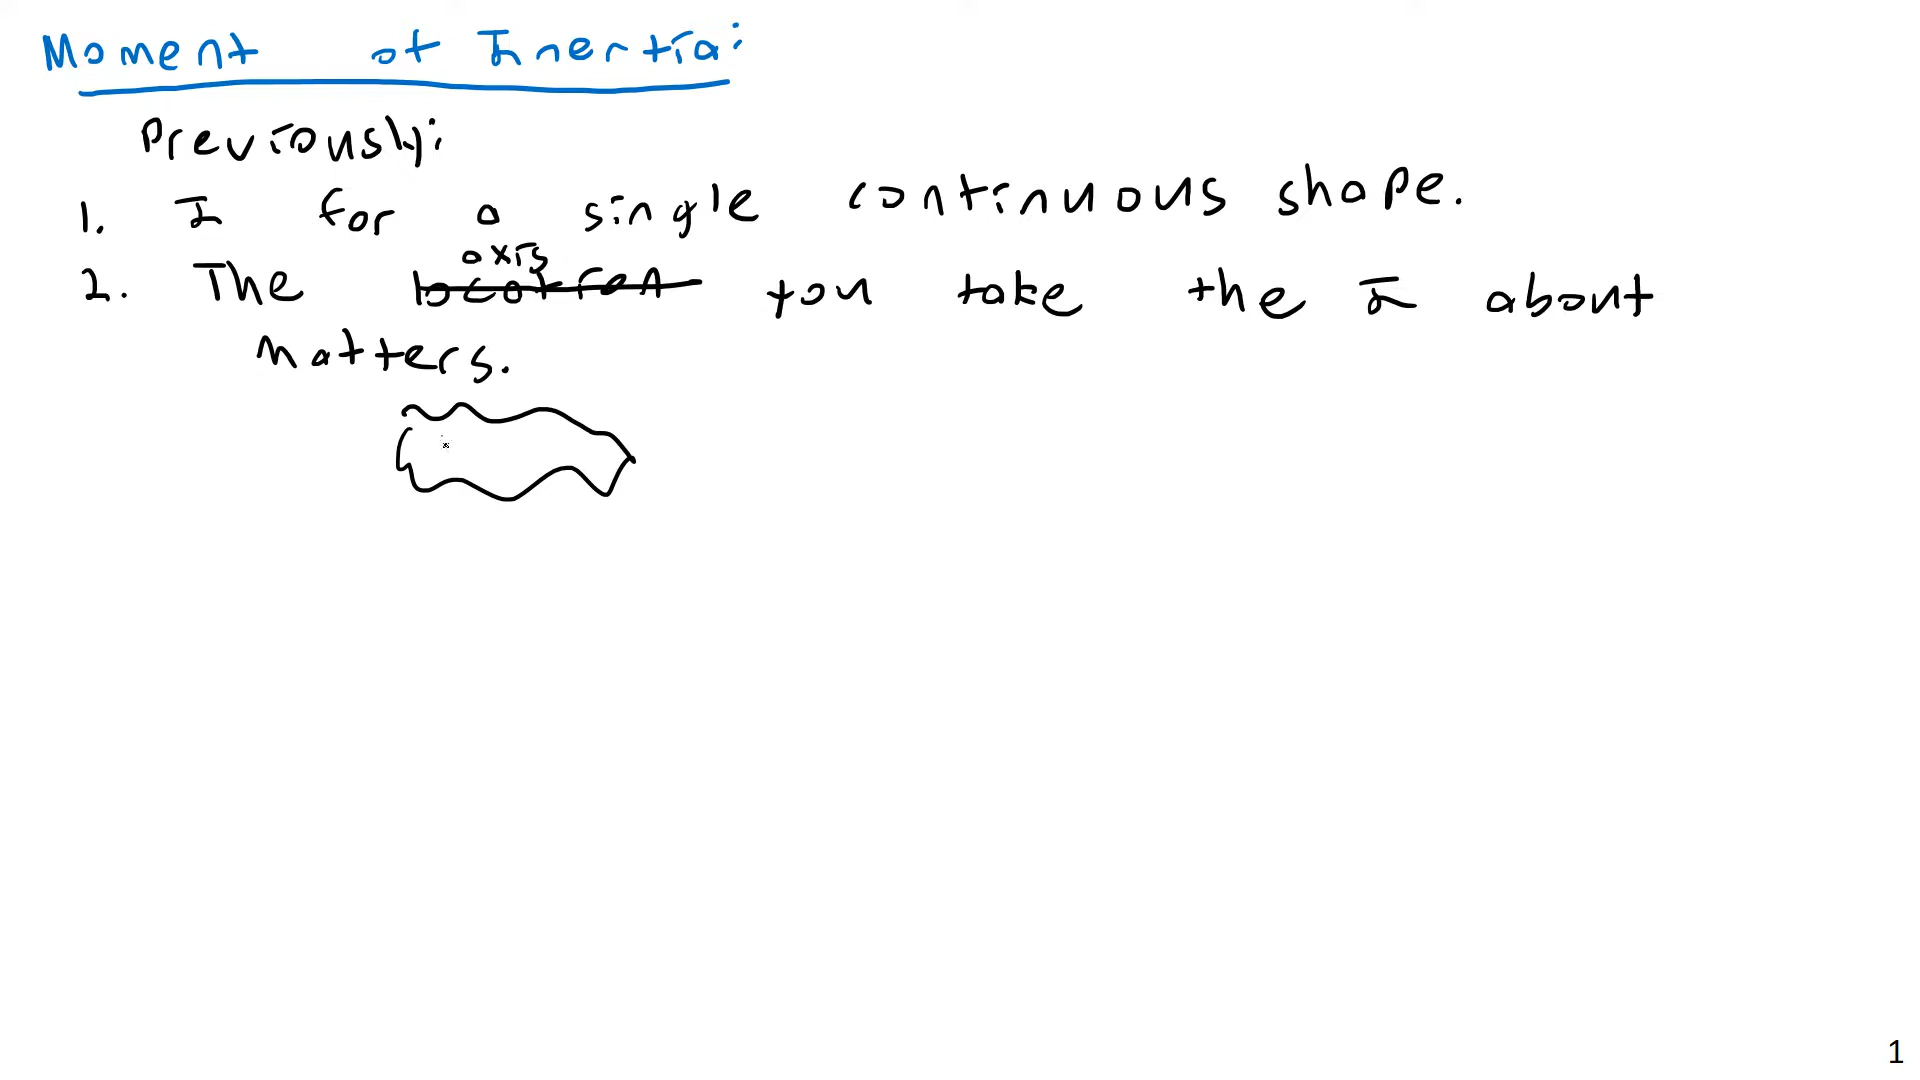 Moment of Inertia:
Previously:
1. I for a single continuous shape.
axis
2. The location you take the I about
matters.
1